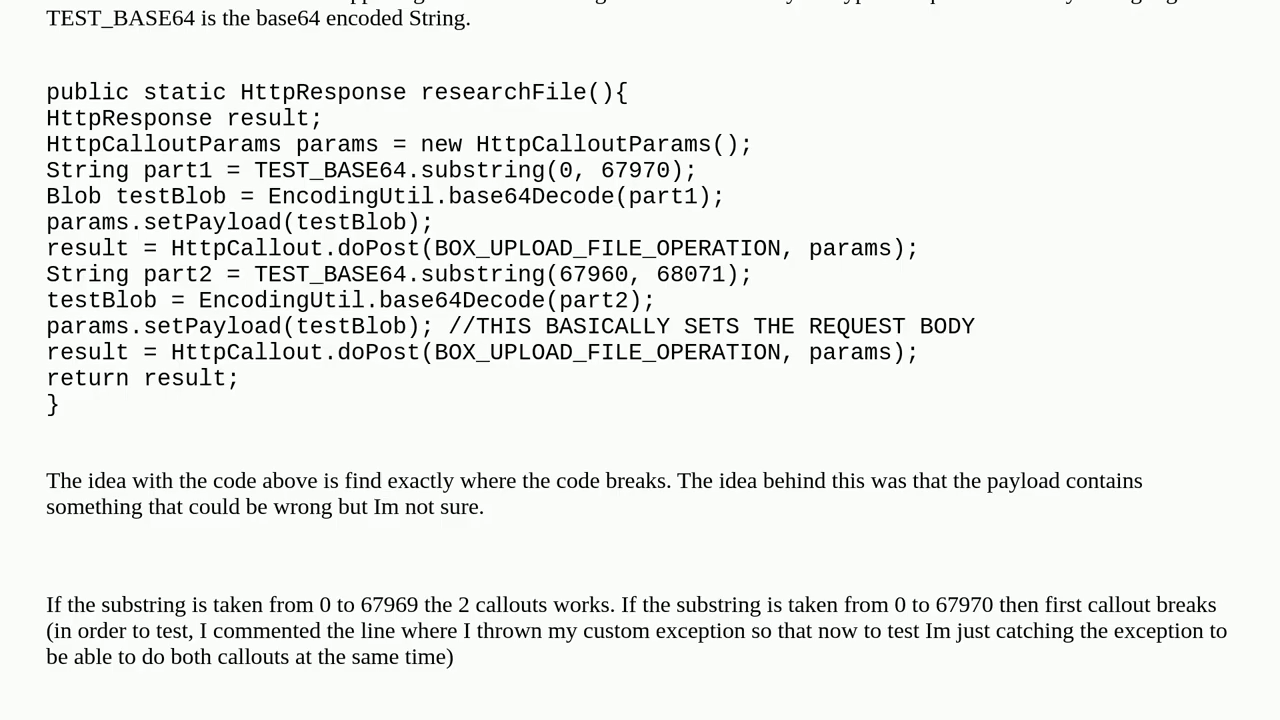 TEST_BASE64 is the base64 encoded String.
public static HttpResponse researchFile(){
HttpResponse result;
HttpCalloutParams params = new HttpCalloutParams();
String part1 = TEST_BASE64.substring(0, 67970);
Blob testBlob = EncodingUtil.base64Decode(part1);
params.setPayload(testBlob);
result = HttpCallout.doPost(BOX_UPLOAD_FILE_OPERATION, params);
String part2 = TEST_BASE64.substring(67960, 68071);
testBlob = EncodingUtil.base64Decode(part2);
params.setPayload(testBlob); //THIS BASICALLY SETS THE REQUEST BODY
result = HttpCallout.doPost(BOX_UPLOAD_FILE_OPERATION, params);
return result;
}
The idea with the code above is find exactly where the code breaks. The idea behind this was that the payload contains
something that could be wrong but Im not sure.
If the substring is taken from 0 to 67969 the 2 callouts works. If the substring is taken from 0 to 67970 then first callout breaks
(in order to test, I commented the line where I thrown my custom exception so that now to test Im just catching the exception to
be able to do both callouts at the same time)